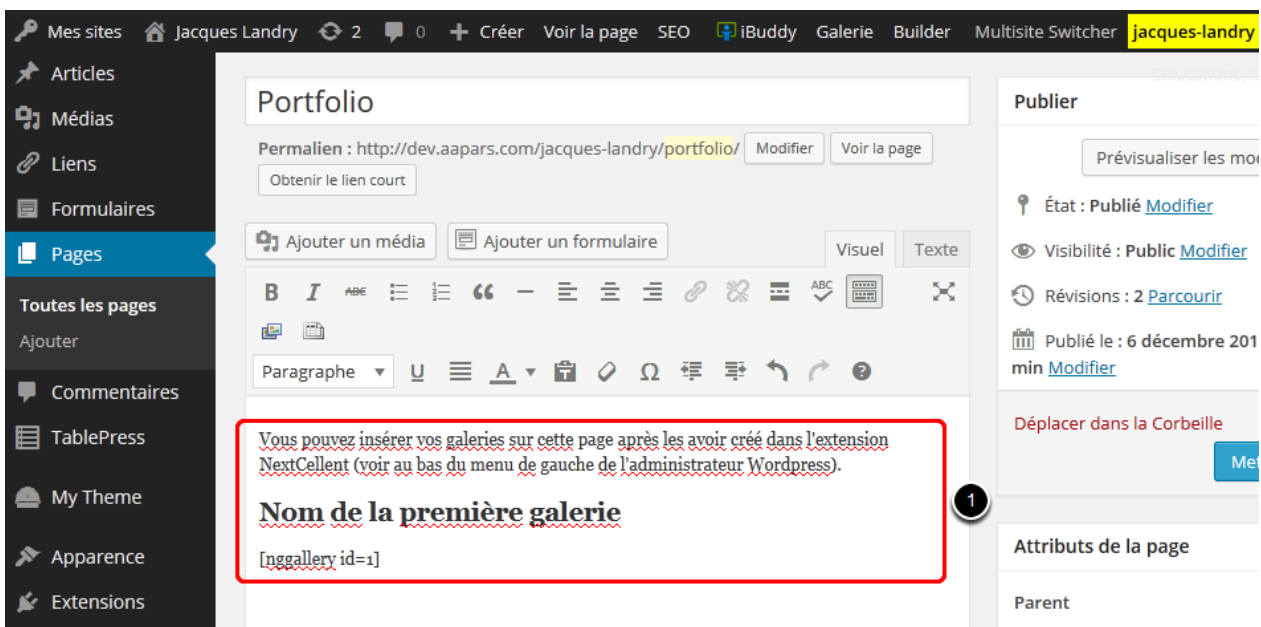 Mes sites Jacques Landry 2 0 + Créer Voir la page SEO iBuddy Galerie Builder Multisite Switcher jacques-landry
Articles
Médias
Liens
Formulaires
Pages
Toutes les pages
Ajouter
Commentaires
TablePress
My Theme
Apparence
Extensions
Portfolio
Permalien : http://dev.aapars.com/jacques-landry/portfolio/ Modifier Voir la page
Obtenir le lien court
Ajouter un média Ajouter un formulaire Visuel Texte
B I ABE “ ABC
Paragraphe U A Ω ?
Vous pouvez insérer vos galeries sur cette page après les avoir créé dans l'extension
NextCellent (voir au bas du menu de gauche de l'administrateur Wordpress).
Nom de la première galerie
[nggallery id=1]
1
Publier
Prévisualiser les mo
État : Publié Modifier
Visibilité : Public Modifier
Révisions : 2 Parcourir
Publié le : 6 décembre 201
min Modifier
Déplacer dans la Corbeille
Met
Attributs de la page
Parent